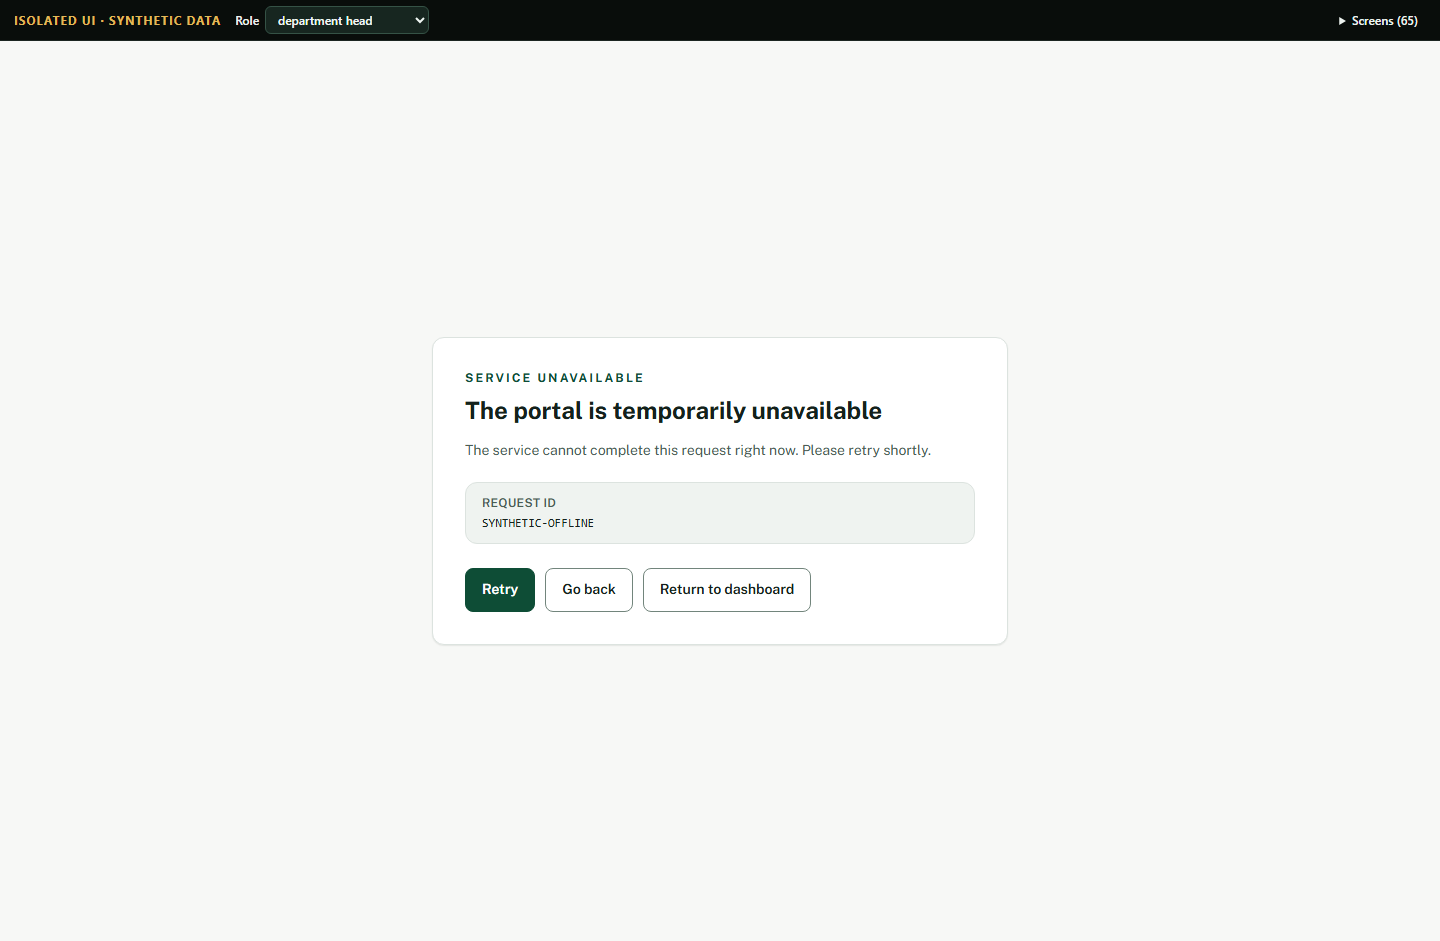 ISOLATED UI · SYNTHETIC DATA Role department head Screens (65)
SERVICE UNAVAILABLE
The portal is temporarily unavailable
The service cannot complete this request right now. Please retry shortly.
REQUEST ID
SYNTHETIC-OFFLINE
Retry Go back Return to dashboard